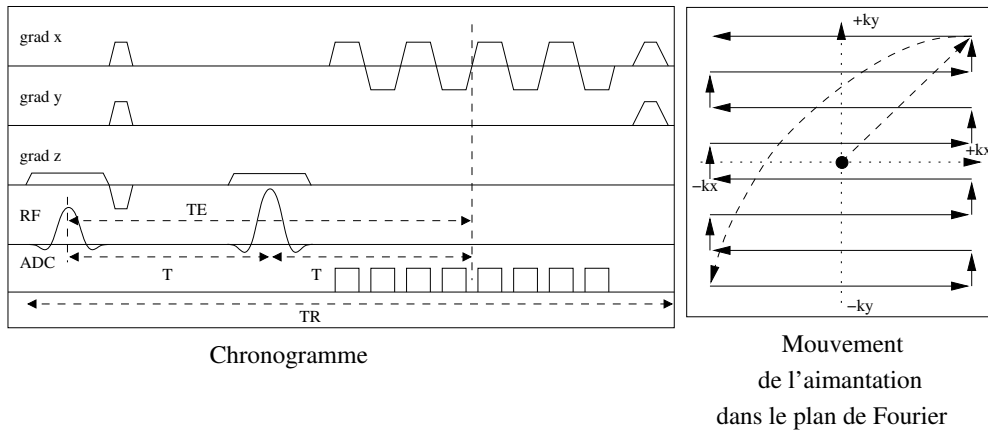 grad x
grad y
grad z
RF
TE
ADC
T
T
TR
Chronogramme
+ky
+kx
−kx
−ky
Mouvement
de l'aimantation
dans le plan de Fourier